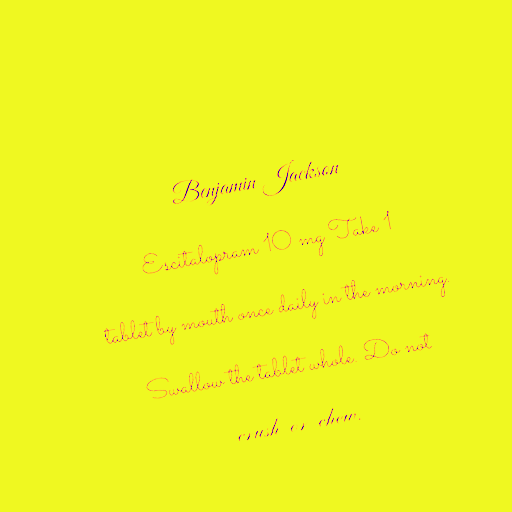 Benjamin Jackson
Escitalopram 10 mg Take 1
tablet by mouth once daily in the morning.
Swallow the tablet whole. Do not
crush or chew.